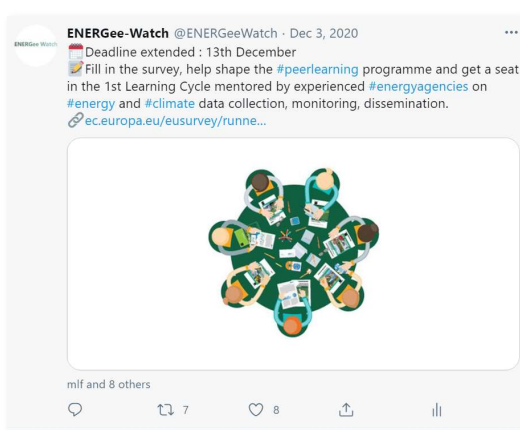 ENERGee Watch
ENERGee-Watch @ENERGeeWatch · Dec 3, 2020
Deadline extended : 13th December
Fill in the survey, help shape the #peerlearning programme and get a seat
in the 1st Learning Cycle mentored by experienced #energyagencies on
#energy and #climate data collection, monitoring, dissemination.
ec.europa.eu/eusurvey/runne...
mlf and 8 others
7 8